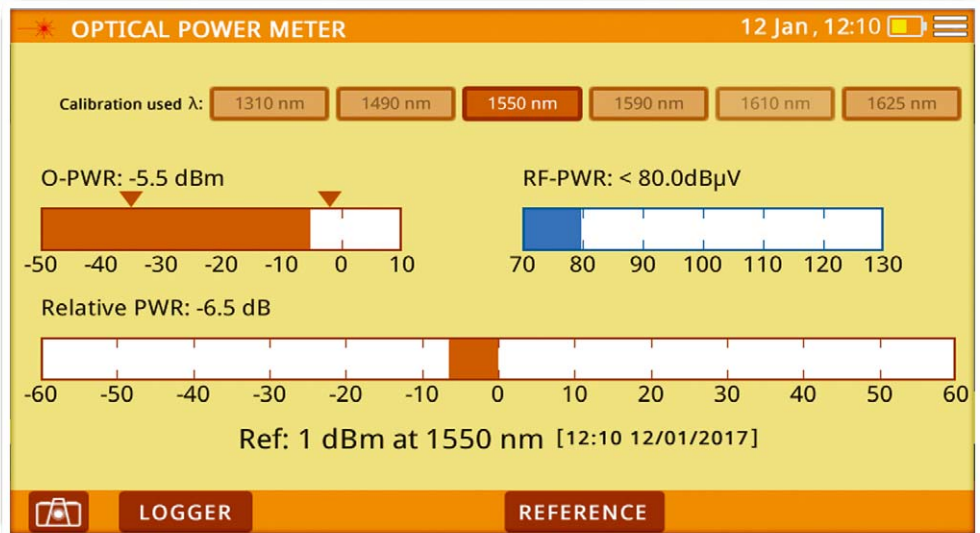 OPTICAL POWER METER 12 Jan , 12:10
Calibration used λ: 1310 nm 1490 nm 1550 nm 1590 nm 1610 nm 1625 nm
O-PWR: -5.5 dBm RF-PWR: < 80.0dBµV
-50 -40 -30 -20 -10 0 10 70 80 90 100 110 120 130
Relative PWR: -6.5 dB
-60 -50 -40 -30 -20 -10 0 10 20 30 40 50 60
Ref: 1 dBm at 1550 nm [12:10 12/01/2017]
LOGGER REFERENCE